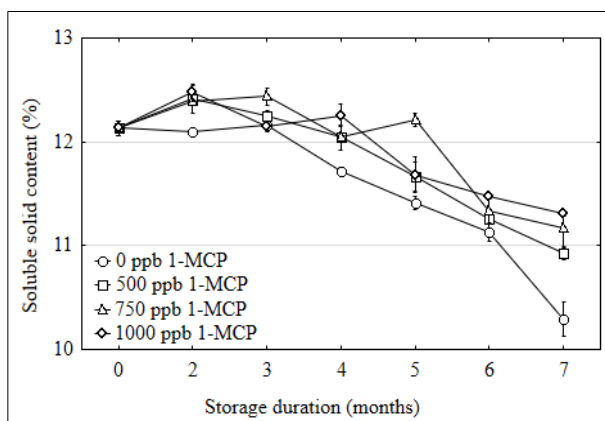 13
12
11
10
Soluble solid content (%)
0 ppb 1-MCP
500 ppb 1-MCP
750 ppb 1-MCP
1000 ppb 1-MCP
0 2 3 4 5 6 7
Storage duration (months)